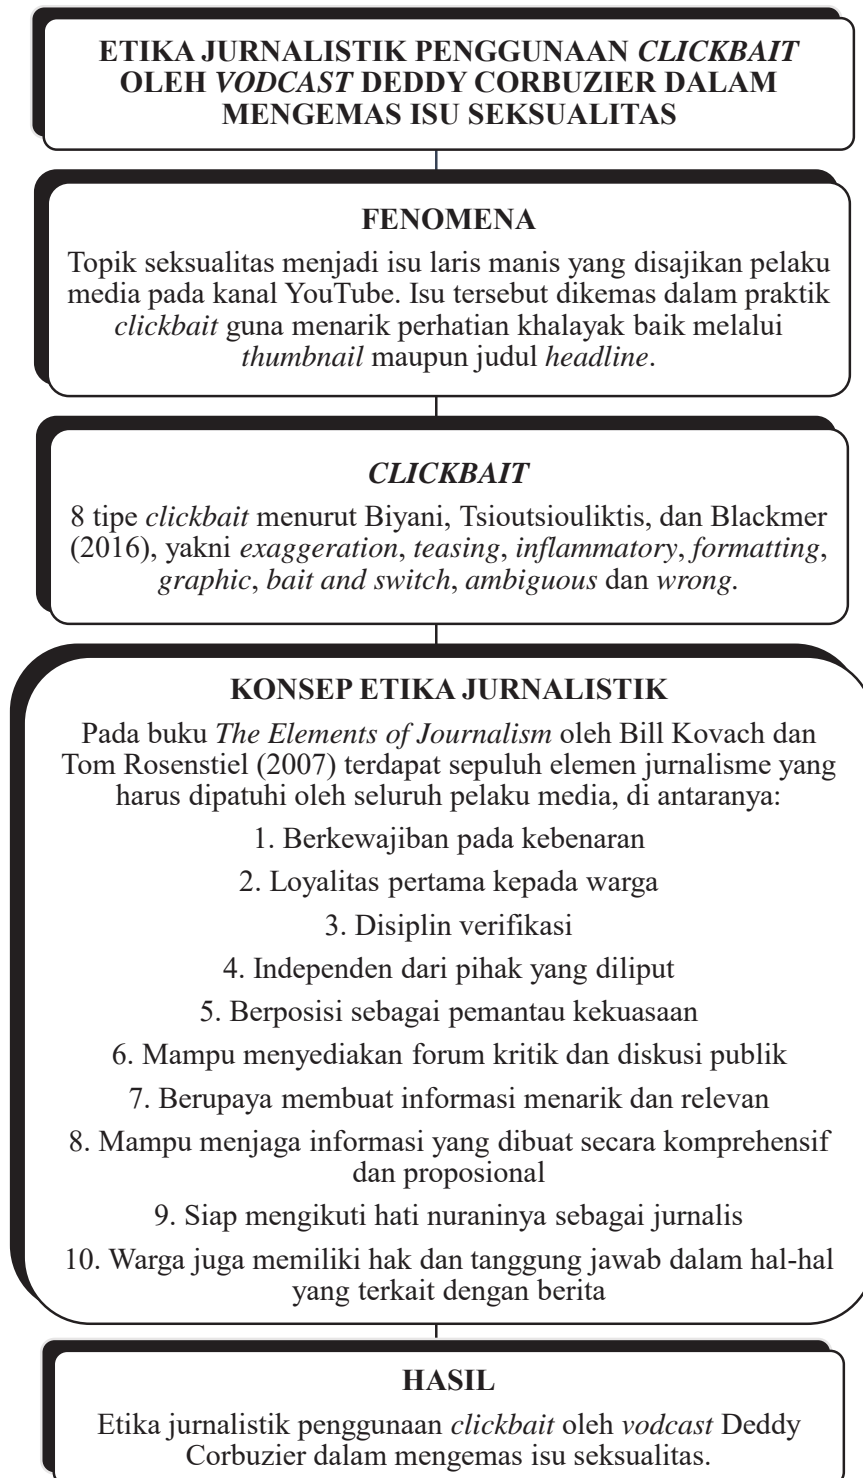 ETIKA JURNALISTIK PENGGUNAAN CLICKBAIT
OLEH VODCAST DEDDY CORBUZIER DALAM
MENGEMAS ISU SEKSUALITAS
FENOMENA
Topik seksualitas menjadi isu laris manis yang disajikan pelaku
media pada kanal YouTube. Isu tersebut dikemas dalam praktik
clickbait guna menarik perhatian khalayak baik melalui
thumbnail maupun judul headline.
CLICKBAIT
8 tipe clickbait menurut Biyani, Tsioutsiouliktis, dan Blackmer
(2016), yakni exaggeration, teasing, inflammatory, formatting,
graphic, bait and switch, ambiguous dan wrong.
KONSEP ETIKA JURNALISTIK
Pada buku The Elements of Journalism oleh Bill Kovach dan
Tom Rosenstiel (2007) terdapat sepuluh elemen jurnalisme yang
harus dipatuhi oleh seluruh pelaku media, di antaranya:
1. Berkewajiban pada kebenaran
2. Loyalitas pertama kepada warga
3. Disiplin verifikasi
4. Independen dari pihak yang diliput
5. Berposisi sebagai pemantau kekuasaan
6. Mampu menyediakan forum kritik dan diskusi publik
7. Berupaya membuat informasi menarik dan relevan
8. Mampu menjaga informasi yang dibuat secara komprehensif
dan proposional
9. Siap mengikuti hati nuraninya sebagai jurnalis
10. Warga juga memiliki hak dan tanggung jawab dalam hal-hal
yang terkait dengan berita
HASIL
Etika jurnalistik penggunaan clickbait oleh vodcast Deddy
Corbuzier dalam mengemas isu seksualitas.